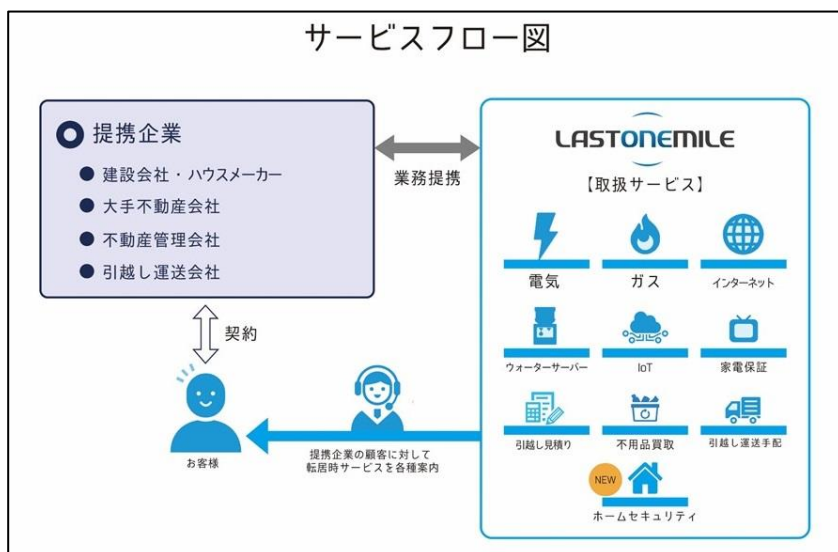 サービスフロー図
提携企業
建設会社・ハウスメーカー
大手不動産会社
不動産管理会社
引越し運送会社
業務提携
LASTONEMILE
【取扱サービス】
電気
ガス
インターネット
ウォーターサーバー
IoT
家電保証
引越し見積り
不用品買取
引越し運送手配
NEW
ホームセキュリティ
契約
お客様
提携企業の顧客に対して
転居時サービスを各種案内